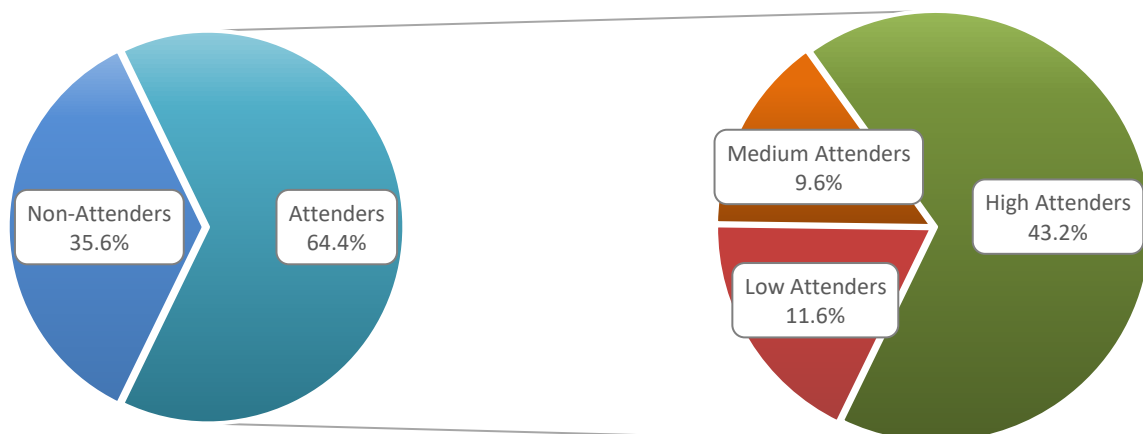 Non-Attenders
35.6%
Attenders
64.4%
Medium Attenders
9.6%
High Attenders
43.2%
Low Attenders
11.6%